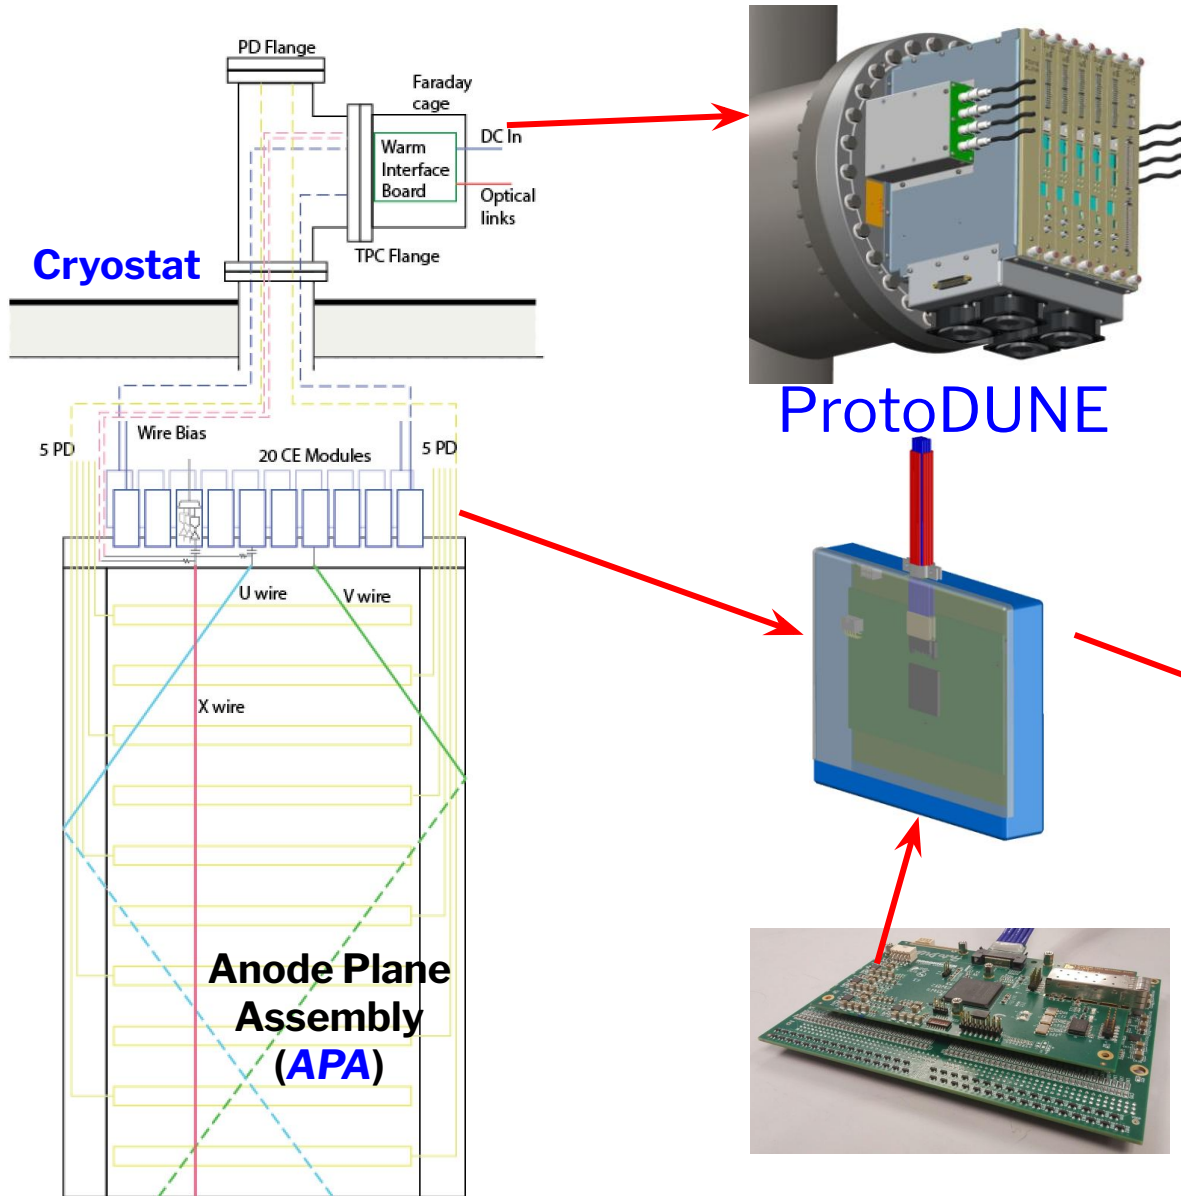 PD Flange
Faraday
cage
DC In
Warm
Interface
Board
Optical
links
TPC Flange
Cryostat
ProtoDUNE
Wire Bias
5 PD
20 CE Modules
5 PD
U wire
V wire
X wire
Anode Plane
Assembly
(APA)